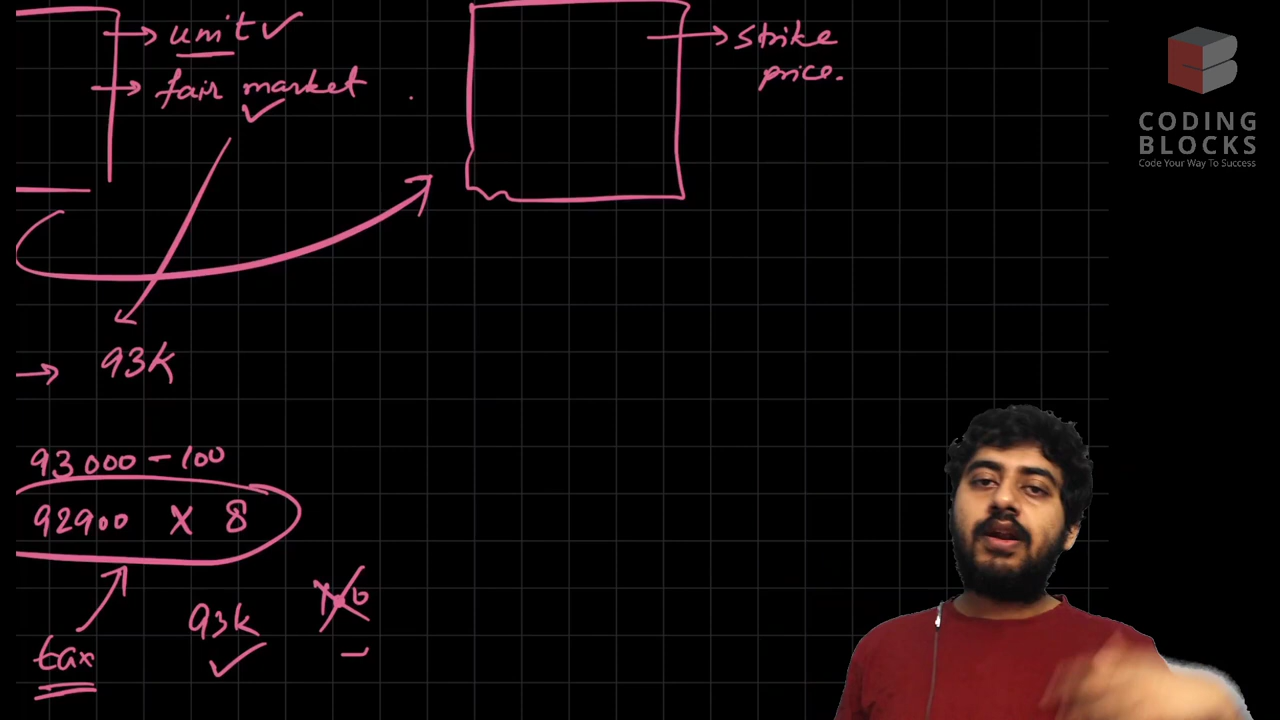 unit
fair market
strike
price.
93k
93000 - 100
92900 x 8
tax
93k
CODING
BLOCKS
Code Your Way To Success